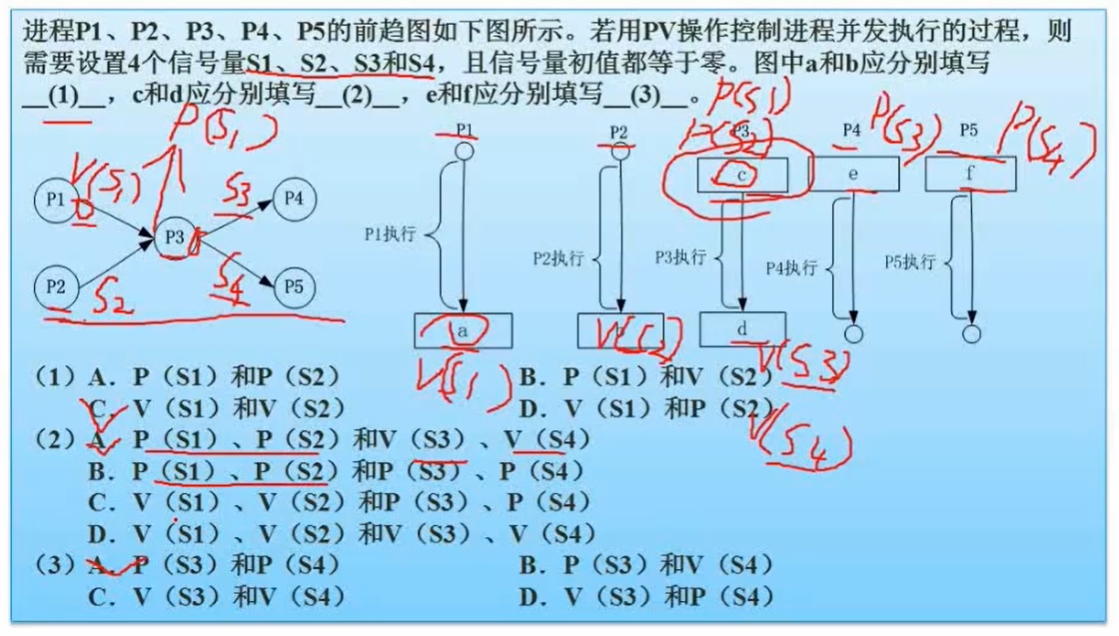 进程P1、P2、P3、P4、P5的前趋图如下图所示。若用PV操作控制进程并发执行的过程，则
需要设置4个信号量S1、S2、S3和S4，且信号量初值都等于零。图中a和b应分别填写
__(1)__，c和d应分别填写__(2)__，e和f应分别填写__(3)__。
P(S1)
P(S1)
P(S2)
P(S3)
P(S4)
P1
P2
P3
P4
P5
V(S1)
S3
P1
P4
c
e
f
P3
P1执行
P2执行
P3执行
P4执行
P5执行
P2
S2
S4
P5
a
V(S2)
d
V(S1)
V(S3)
V(S4)
（1）A．P（S1）和P（S2）
B．P（S1）和V（S2）
C．V（S1）和V（S2）
D．V（S1）和P（S2）
（2）A．P（S1）、P（S2）和V（S3）、V（S4）
B．P（S1）、P（S2）和P（S3）、P（S4）
C．V（S1）、V（S2）和P（S3）、P（S4）
D．V（S1）、V（S2）和V（S3）、V（S4）
（3）A．P（S3）和P（S4）
B．P（S3）和V（S4）
C．V（S3）和V（S4）
D．V（S3）和P（S4）